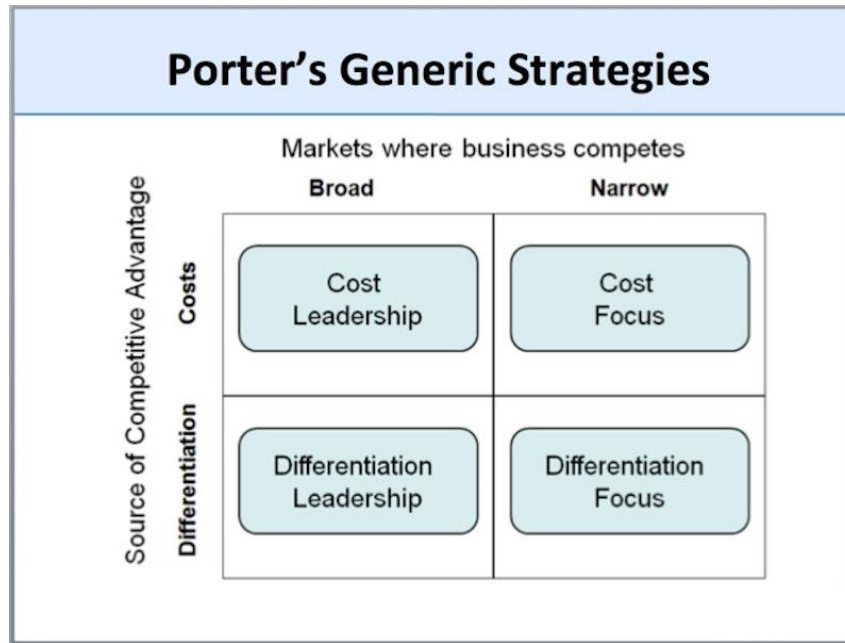 Porter’s Generic Strategies
Markets where business competes
Broad
Narrow
Source of Competitive Advantage
Costs
Cost
Leadership
Cost
Focus
Differentiation
Differentiation
Leadership
Differentiation
Focus